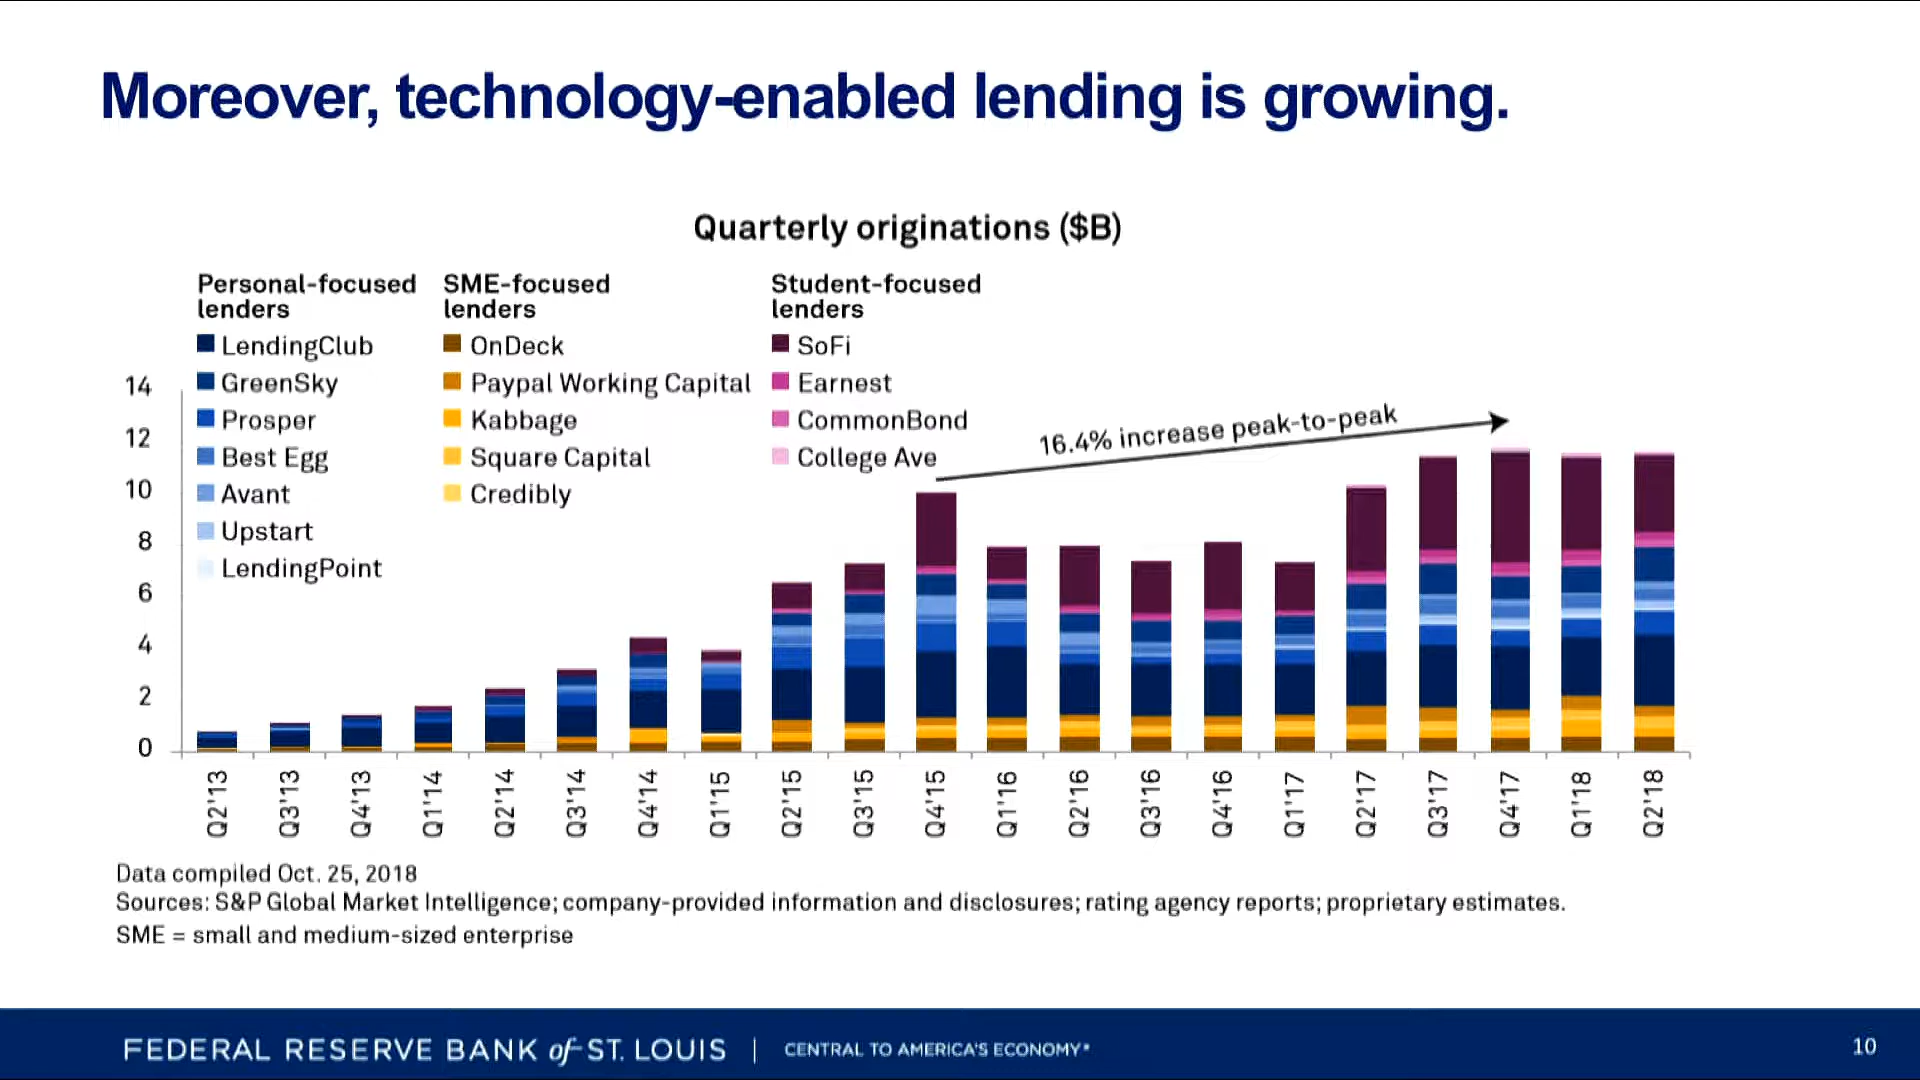 Moreover, technology-enabled lending is growing.
Quarterly originations ($B)
Personal-focused
lenders
LendingClub
GreenSky
Prosper
Best Egg
Avant
Upstart
LendingPoint
SME-focused
lenders
OnDeck
Paypal Working Capital
Kabbage
Square Capital
Credibly
Student-focused
lenders
SoFi
Earnest
CommonBond
College Ave
16.4% increase peak-to-peak
14
12
10
8
6
4
2
0
Q2'13
Q3'13
Q4'13
Q1'14
Q2'14
Q3'14
Q4'14
Q1'15
Q2'15
Q3'15
Q4'15
Q1'16
Q2'16
Q3'16
Q4'16
Q1'17
Q2'17
Q3'17
Q4'17
Q1'18
Q2'18
Data compiled Oct. 25, 2018
Sources: S&P Global Market Intelligence; company-provided information and disclosures; rating agency reports; proprietary estimates.
SME = small and medium-sized enterprise
FEDERAL RESERVE BANK of ST. LOUIS | CENTRAL TO AMERICA'S ECONOMY®
10